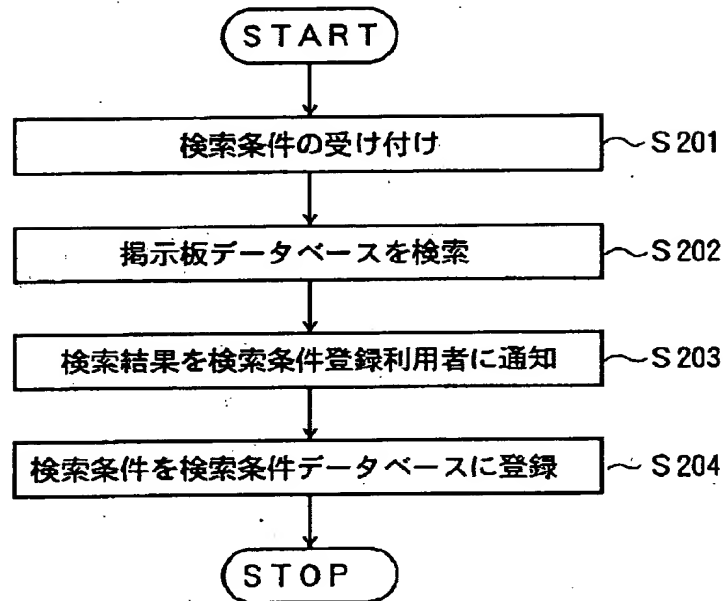 START
検索条件の受け付け
S201
掲示板データベースを検索
S202
検索結果を検索条件登録利用者に通知
S203
検索条件を検索条件データベースに登録
S204
STOP